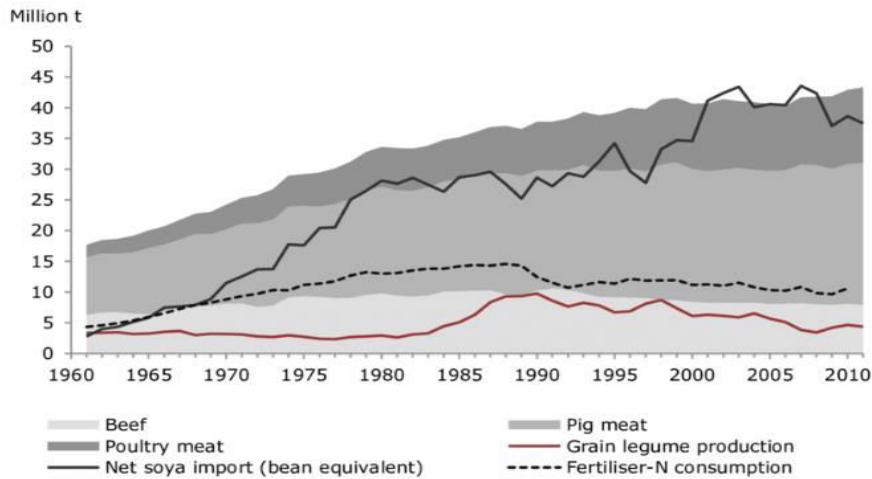 Million t
50
45
40
35
30
25
20
15
10
5
0
1960 1965 1970 1975 1980 1985 1990 1995 2000 2005 2010
Beef Pig meat
Poultry meat Grain legume production
Net soya import (bean equivalent) Fertiliser-N consumption